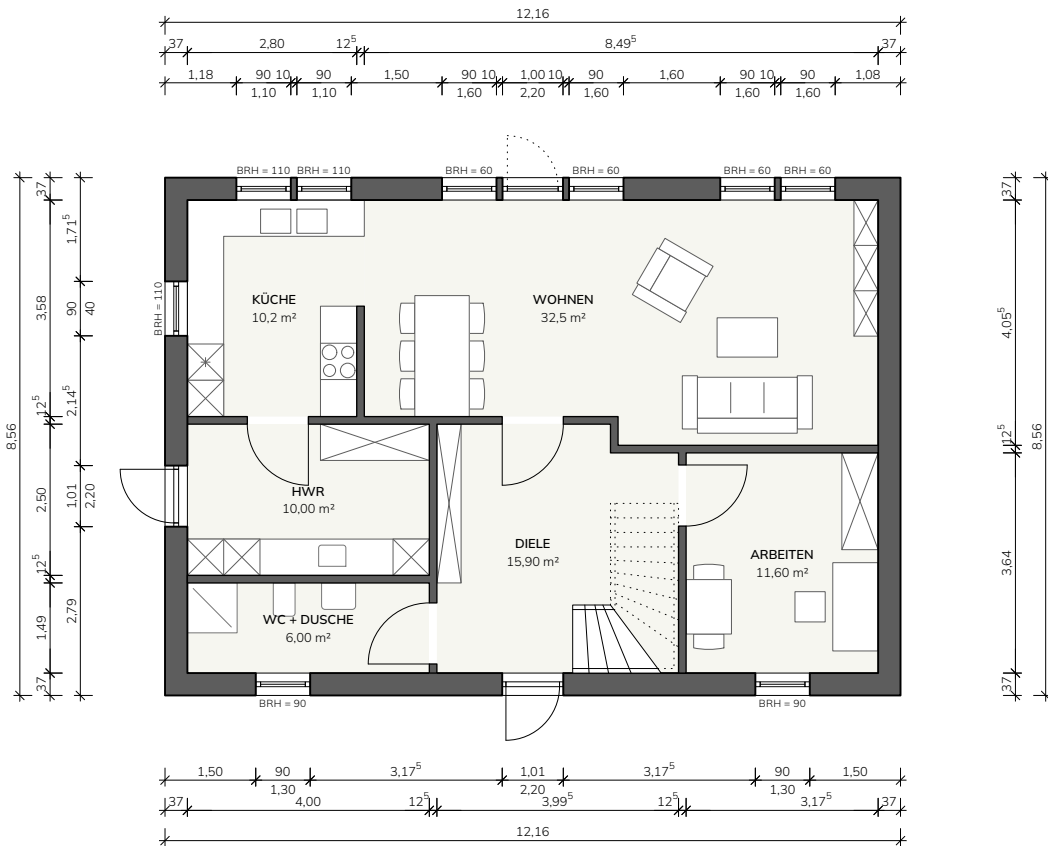 12,16
37 2,80 12⁵ 8,49⁵ 37
1,18 90 10 90 1,50 90 10 1,00 10 90 1,60 90 10 90 1,08
1,10 1,10 1,60 2,20 1,60 1,60 1,60
BRH = 110 BRH = 110 BRH = 60 BRH = 60 BRH = 60 BRH = 60
8,56
37
3,58
12⁵
2,50
12⁵
1,49
37
1,71⁵
90
40
2,14⁵
1,01
2,20
2,79
BRH = 110
KÜCHE
10,2 m²
WOHNEN
32,5 m²
HWR
10,00 m²
DIELE
15,90 m²
ARBEITEN
11,60 m²
WC + DUSCHE
6,00 m²
37
4,05⁵
12⁵
3,64
37
8,56
BRH = 90 BRH = 90
1,50 90 3,17⁵ 1,01 3,17⁵ 90 1,50
1,30 2,20 1,30
37 4,00 12⁵ 3,99⁵ 12⁵ 3,17⁵ 37
12,16